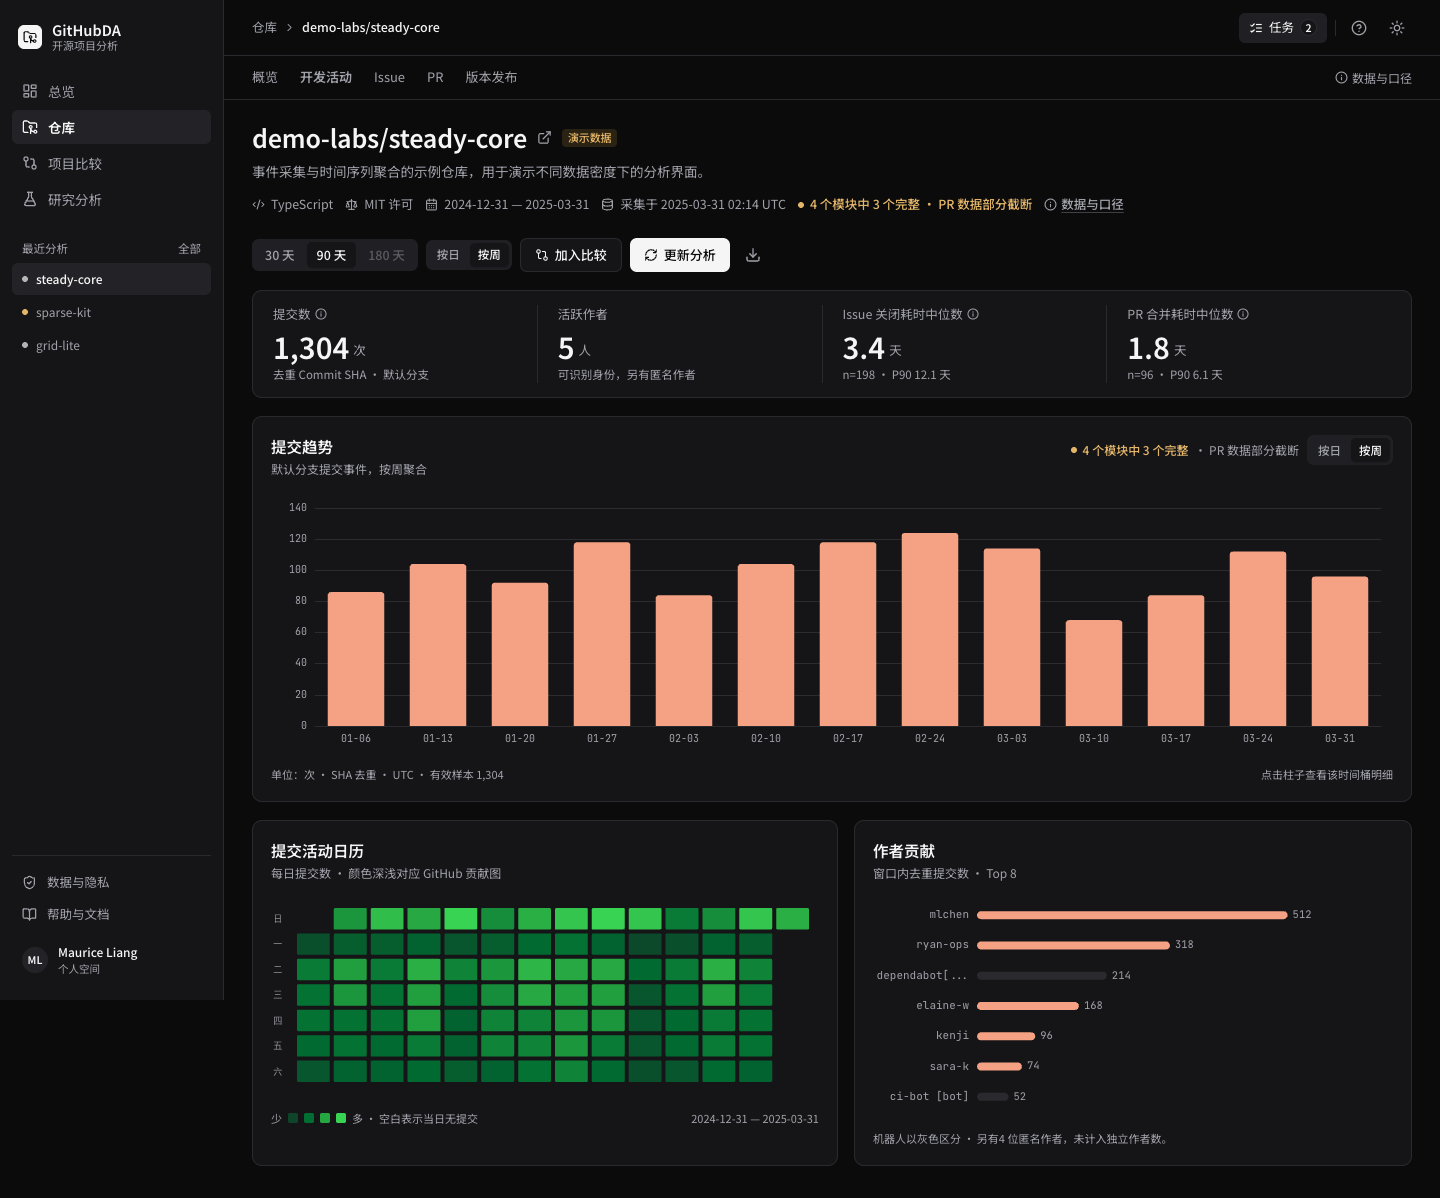 GitHubDA
开源项目分析
总览
仓库
项目比较
研究分析
最近分析 全部
steady-core
sparse-kit
grid-lite
数据与隐私
帮助与文档
ML Maurice Liang
个人空间
仓库 demo-labs/steady-core
任务 2
概览 开发活动 Issue PR 版本发布 数据与口径
demo-labs/steady-core 演示数据
事件采集与时间序列聚合的示例仓库，用于演示不同数据密度下的分析界面。
TypeScript MIT 许可 2024-12-31 — 2025-03-31 采集于 2025-03-31 02:14 UTC 4 个模块中 3 个完整 · PR 数据部分截断 数据与口径
30 天 90 天 180 天 按日 按周 加入比较 更新分析
提交数
1,304 次
去重 Commit SHA · 默认分支
活跃作者
5 人
可识别身份，另有匿名作者
Issue 关闭耗时中位数
3.4 天
n=198 · P90 12.1 天
PR 合并耗时中位数
1.8 天
n=96 · P90 6.1 天
提交趋势
默认分支提交事件，按周聚合
4 个模块中 3 个完整 · PR 数据部分截断 按日 按周
140
120
100
80
60
40
20
0
01-06 01-13 01-20 01-27 02-03 02-10 02-17 02-24 03-03 03-10 03-17 03-24 03-31
单位：次 · SHA 去重 · UTC · 有效样本 1,304
点击柱子查看该时间桶明细
提交活动日历
每日提交数 · 颜色深浅对应 GitHub 贡献图
日
一
二
三
四
五
六
少 多 · 空白表示当日无提交
2024-12-31 — 2025-03-31
作者贡献
窗口内去重提交数 · Top 8
mlchen 512
ryan-ops 318
dependabot[... 214
elaine-w 168
kenji 96
sara-k 74
ci-bot [bot] 52
机器人以灰色区分 · 另有4 位匿名作者，未计入独立作者数。